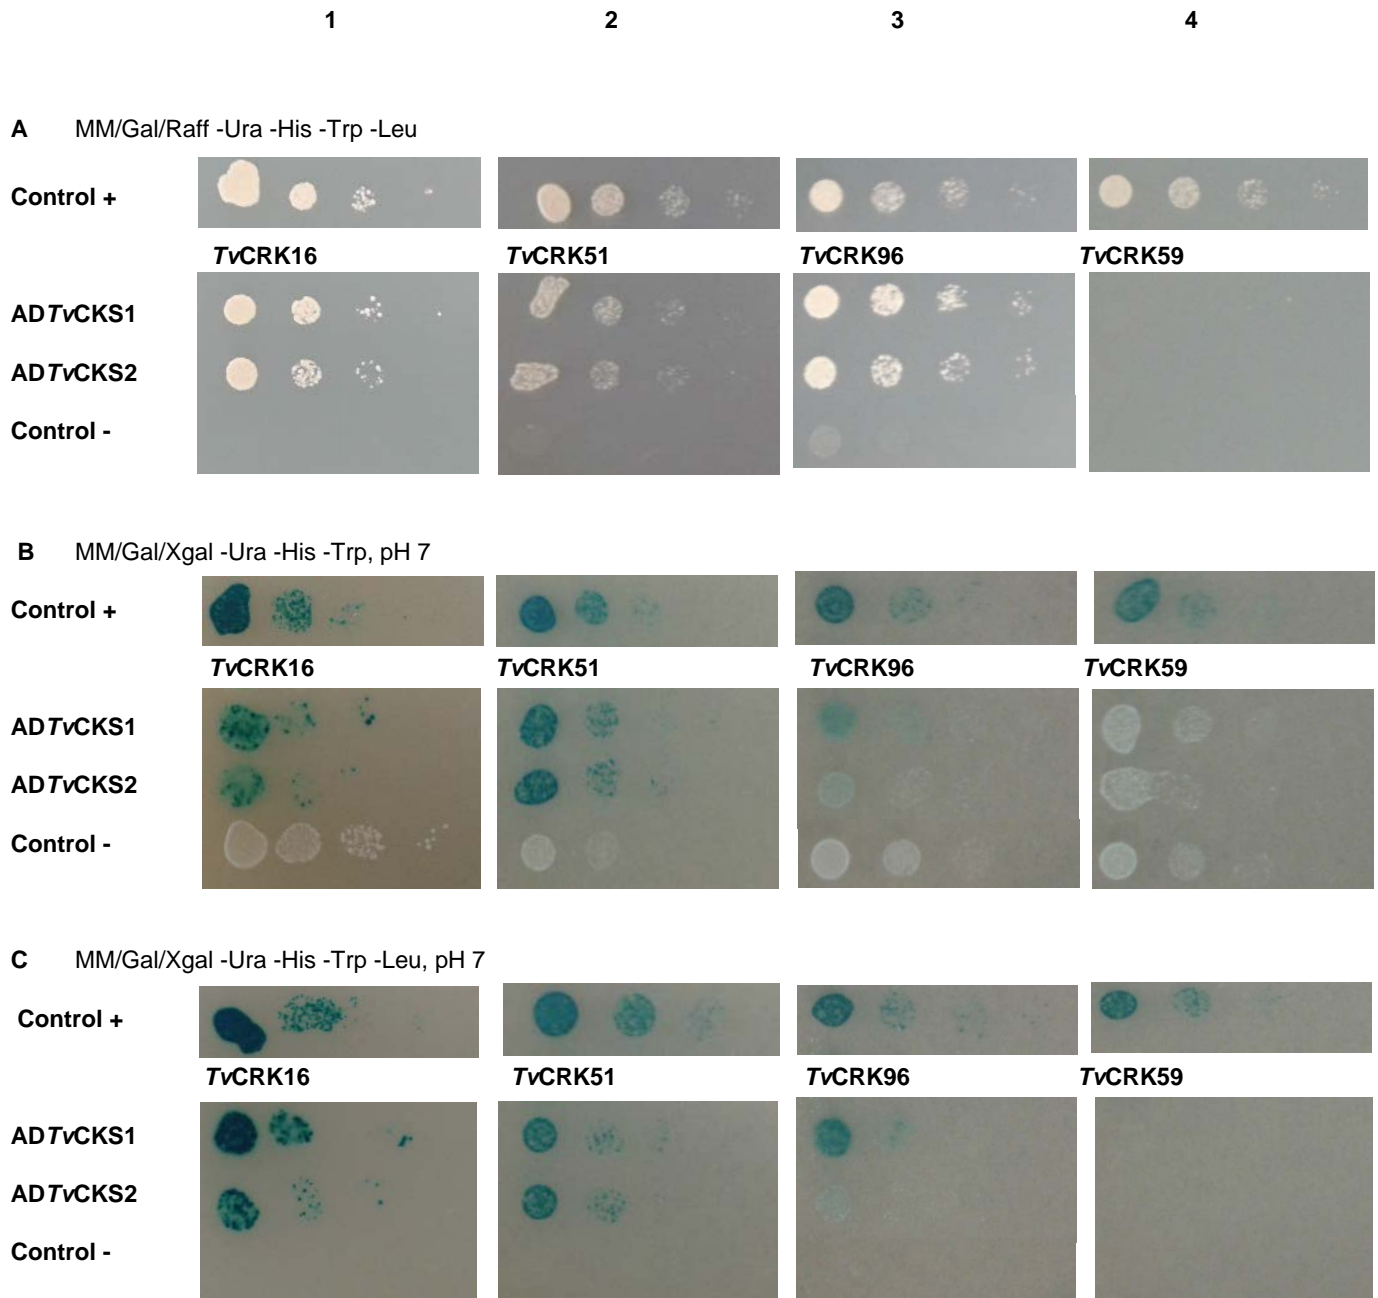 1 2 3 4
A MM/Gal/Raff -Ura -His -Trp -Leu
Control +
TvCRK16 TvCRK51 TvCRK96 TvCRK59
ADTvCKS1
ADTvCKS2
Control -
B MM/Gal/Xgal -Ura -His -Trp, pH 7
Control +
TvCRK16 TvCRK51 TvCRK96 TvCRK59
ADTvCKS1
ADTvCKS2
Control -
C MM/Gal/Xgal -Ura -His -Trp -Leu, pH 7
Control +
TvCRK16 TvCRK51 TvCRK96 TvCRK59
ADTvCKS1
ADTvCKS2
Control -